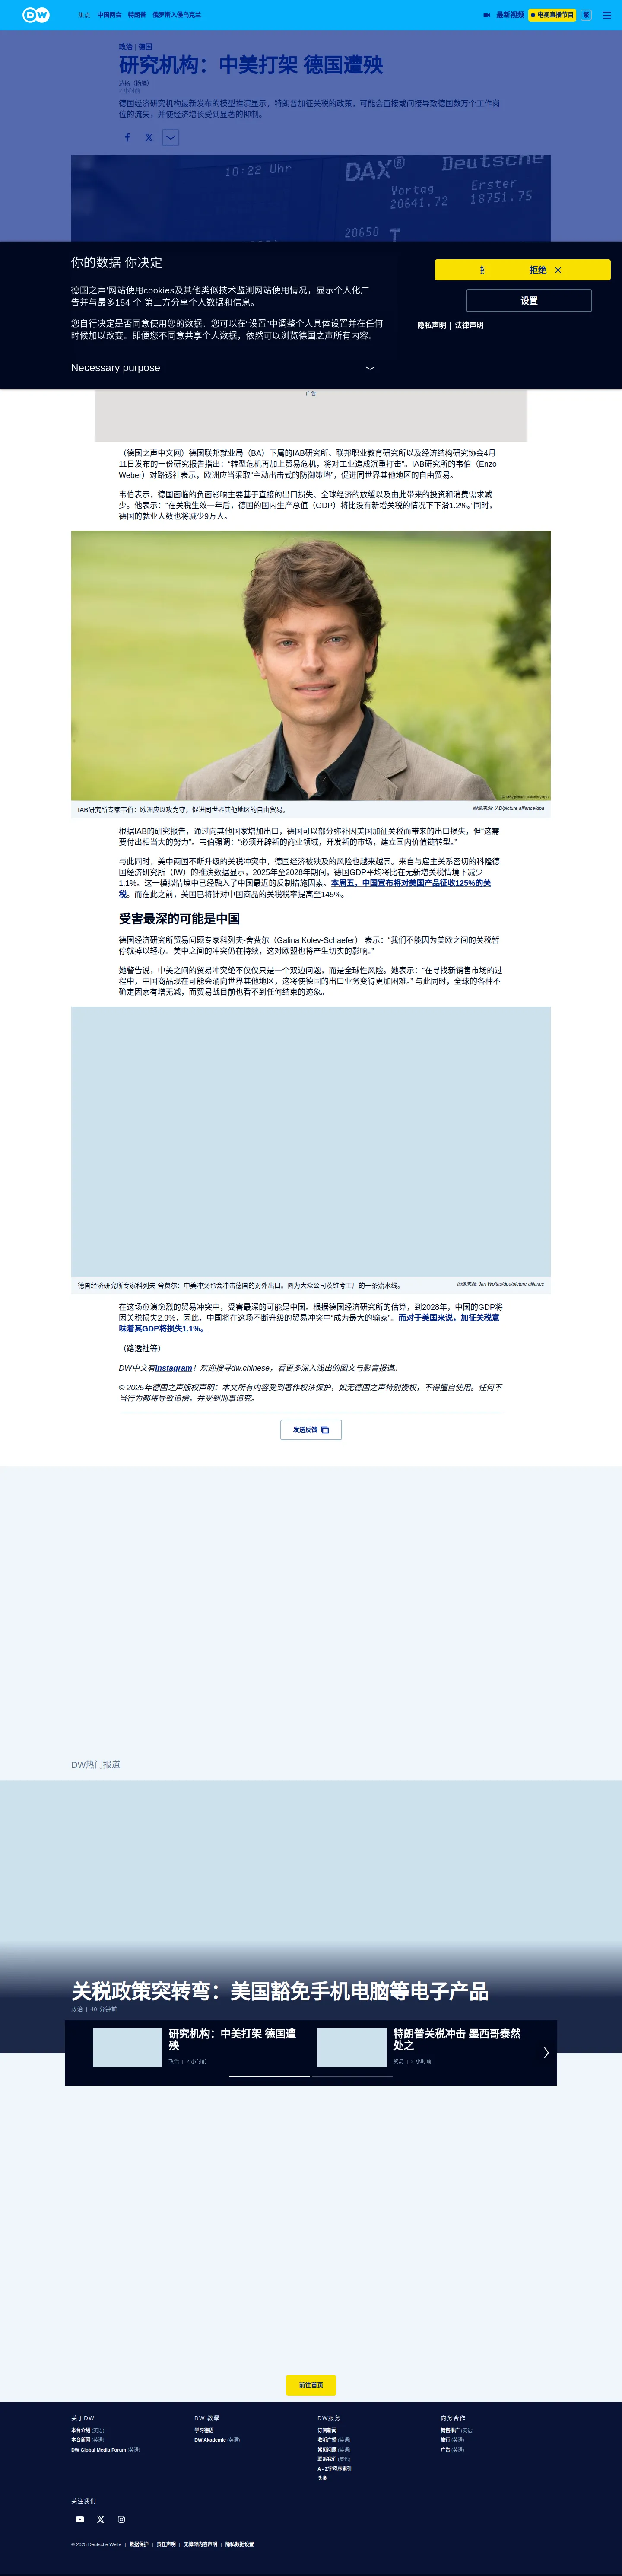 DW
焦点 中国两会 特朗普 俄罗斯入侵乌克兰
最新视频 电视直播节目 繁
政治 | 德国
研究机构：中美打架 德国遭殃
2 小时前
德国经济研究机构最新发布的模型推演显示，特朗普加征关税的政策，可能会直接或间接导致德国数万个工作岗
位的流失，并使经济增长受到显著的抑制。
10:22 Uhr
DAX®
Deutsche
Vortag
20641.72
Erster
18751.75
20650
你的数据 你决定
德国之声'网站使用cookies及其他类似技术监测网站使用情况，显示个人化广
告并与最多184 个;第三方分享个人数据和信息。
您自行决定是否同意使用您的数据。您可以在"设置"中调整个人具体设置并在任何
时候加以改变。即便您不同意共享个人数据，依然可以浏览德国之声所有内容。
Necessary purpose
拒绝
设置
隐私声明 | 法律声明
广告
（德国之声中文网）德国联邦就业局（BA）下属的IAB研究所、联邦职业教育研究所以及经济结构研究协会4月
11日发布的一份研究报告指出："转型危机再加上贸易危机，将对工业造成沉重打击"。IAB研究所的韦伯（Enzo
Weber）对路透社表示，欧洲应当采取"主动出击式的防御策略"，促进同世界其他地区的自由贸易。
韦伯表示，德国面临的负面影响主要基于直接的出口损失、全球经济的放缓以及由此带来的投资和消费需求减
少。他表示："在关税生效一年后，德国的国内生产总值（GDP）将比没有新增关税的情况下下滑1.2%。"同时，
德国的就业人数也将减少9万人。
IAB研究所专家韦伯：欧洲应以攻为守，促进同世界其他地区的自由贸易。
图像来源: IAB/picture alliance/dpa
根据IAB的研究报告，通过向其他国家增加出口，德国可以部分弥补因美国加征关税而带来的出口损失，但"这需
要付出相当大的努力"。韦伯强调："必须开辟新的商业领域，开发新的市场，建立国内价值链转型。"
与此同时，美中两国不断升级的关税冲突中，德国经济被殃及的风险也越来越高。来自与雇主关系密切的科隆德
国经济研究所（IW）的推演数据显示，2025年至2028年期间，德国GDP平均将比在无新增关税情境下减少
1.1%。这一模拟情境中已经融入了中国最近的反制措施因素。本周五，中国宣布将对美国产品征收125%的关
税。而在此之前，美国已将针对中国商品的关税税率提高至145%。
受害最深的可能是中国
德国经济研究所贸易问题专家科列夫-舍费尔（Galina Kolev-Schaefer） 表示："我们不能因为美欧之间的关税暂
停就掉以轻心。美中之间的冲突仍在持续，这对欧盟也将产生切实的影响。"
她警告说，中美之间的贸易冲突绝不仅仅只是一个双边问题，而是全球性风险。她表示："在寻找新销售市场的过
程中，中国商品现在可能会涌向世界其他地区，这将使德国的出口业务变得更加困难。" 与此同时，全球的各种不
确定因素有增无减，而贸易战目前也看不到任何结束的迹象。
德国经济研究所专家科列夫-舍费尔：中美冲突也会冲击德国的对外出口。图为大众公司茨维考工厂的一条流水线。
图像来源: Jan Woitas/dpa/picture alliance
在这场愈演愈烈的贸易冲突中，受害最深的可能是中国。根据德国经济研究所的估算，到2028年，中国的GDP将
因关税损失2.9%，因此，中国将在这场不断升级的贸易冲突中"成为最大的输家"。而对于美国来说，加征关税意
味着其GDP将损失1.1%。
（路透社等）
DW中文有Instagram！欢迎搜寻dw.chinese，看更多深入浅出的图文与影音报道。
© 2025年德国之声版权声明：本文所有内容受到著作权法保护，如无德国之声特别授权，不得擅自使用。任何不
当行为都将导致追偿，并受到刑事追究。
发送反馈
DW热门报道
关税政策突转弯：美国豁免手机电脑等电子产品
政治 | 40 分钟前
研究机构：中美打架 德国遭
殃
政治 | 2 小时前
特朗普关税冲击 墨西哥泰然
处之
贸易 | 2 小时前
前往首页
关于DW
本台介绍 (英语)
本台新闻 (英语)
DW Global Media Forum (英语)
DW 教學
学习德语
DW Akademie (英语)
DW服务
订阅新闻
收听广播 (英语)
常见问题 (英语)
联系我们 (英语)
A - Z字母序索引
头条
商务合作
销售推广 (英语)
旅行 (英语)
广告 (英语)
关注我们
© 2025 Deutsche Welle | 数据保护 | 责任声明 | 无障碍内容声明 | 隐私数据设置